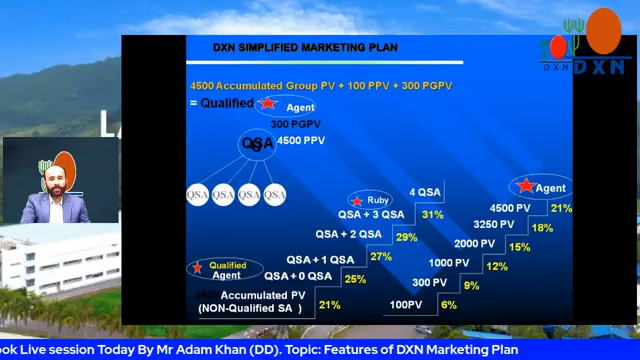 DXN SIMPLIFIED MARKETING PLAN
DXN
DXN
4500 Accumulated Group PV + 100 PPV + 300 PGPV
= Qualified Agent
300 PGPV
QSA 4500 PPV
QSA QSA QSA QSA
4 QSA
Ruby
QSA + 3 QSA 31%
QSA + 2 QSA 29%
QSA + 1 QSA 27%
Qualified Agent
QSA + 0 QSA 25%
Accumulated PV
(NON-Qualified SA ) 21%
Agent
4500 PV 21%
3250 PV 18%
2000 PV 15%
1000 PV 12%
300 PV 9%
100PV 6%
ook Live session Today By Mr Adam Khan (DD). Topic: Features of DXN Marketing Plan